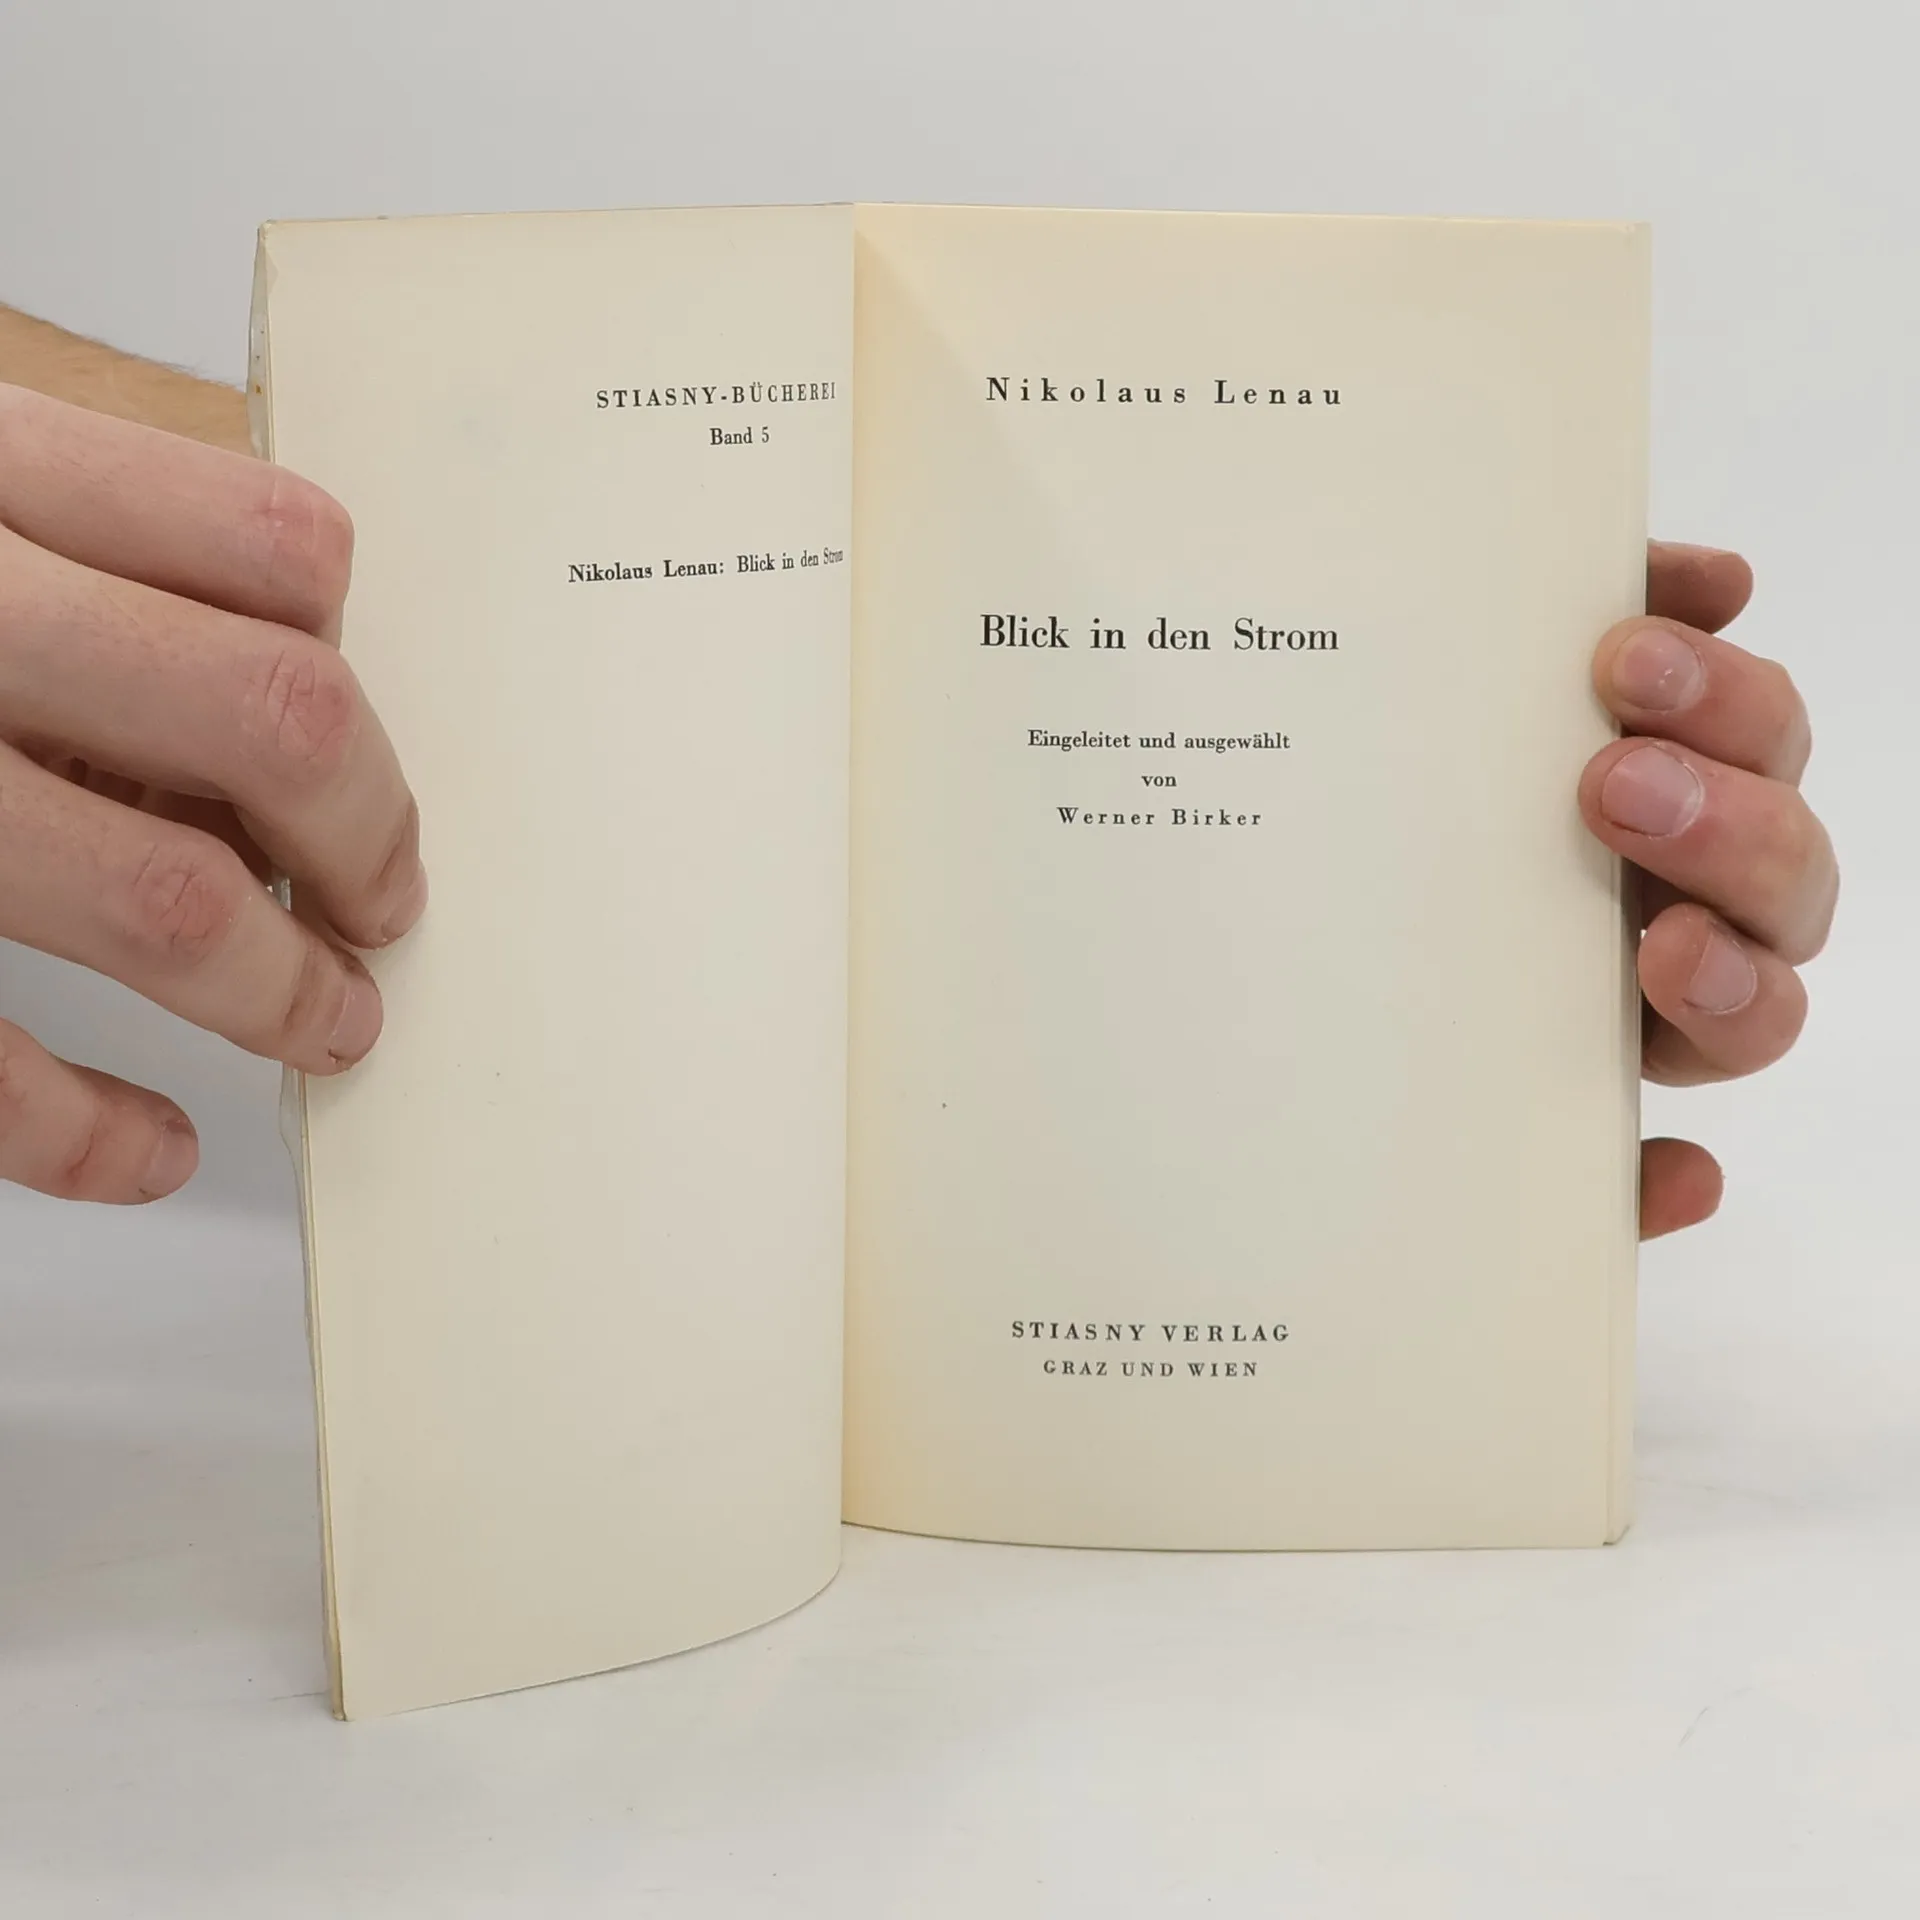 STIASNY-BÜCHEREI
Band 5
Nikolaus Lenau: Blick in den Strom
Nikolaus Lenau
Blick in den Strom
Eingeleitet und ausgewählt
von
Werner Birker
STIASNY VERLAG
GRAZ UND WIEN